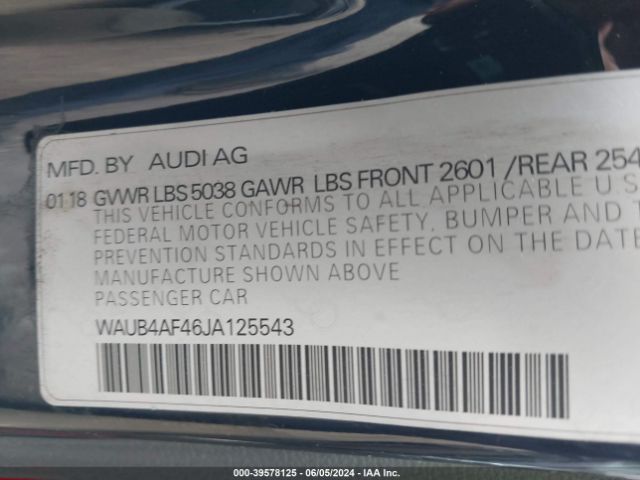 MFD. BY AUDI AG
01 18 GVWR LBS 5038 GAWR LBS FRONT 2601 /REAR 254
THIS VEHICLE CONFORMS TO ALL APPLICABLE U.S
FEDERAL MOTOR VEHICLE SAFETY, BUMPER AND T
PREVENTION STANDARDS IN EFFECT ON THE DATE
MANUFACTURE SHOWN ABOVE
PASSENGER CAR
WAUB4AF46JA125543
000-39578125 | 06/05/2024 - IAA Inc.